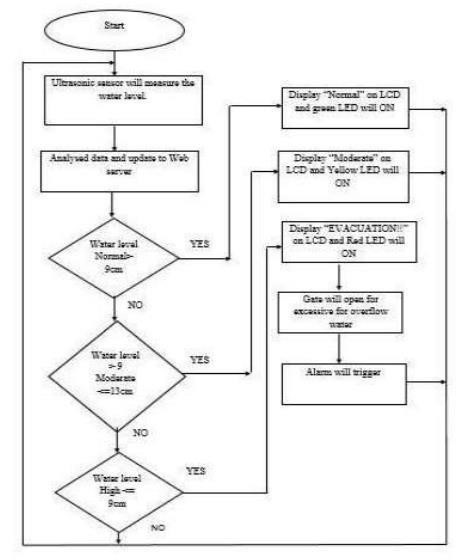 Start
Ultrasonic sensor will measure the
water level.
Analysed data and update to Web
server
Water level
Normal>
9cm
YES
NO
Water level
>9
Moderate
<=13cm
YES
NO
Water level
High <=
9cm
YES
NO
Display "Normal" on LCD
and green LED will ON
Display "Moderate" on
LCD and Yellow LED will
ON
Display "EVACUATION!!"
on LCD and Red LED will
ON
Gate will open for
excessive for overflow
water
Alarm will trigger